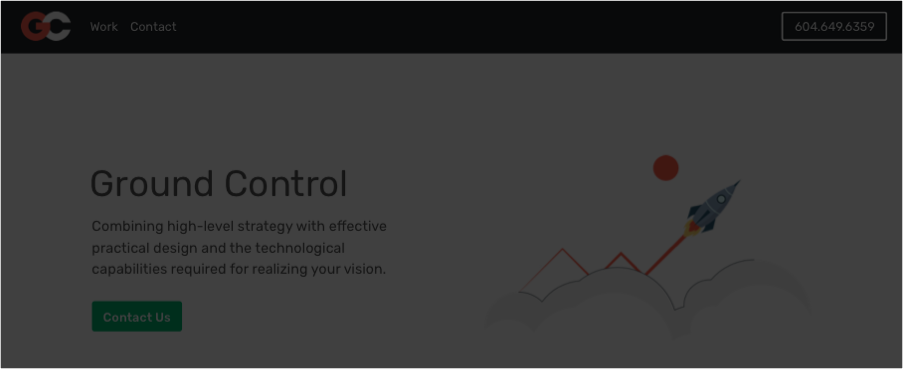 GC
Work Contact
604.649.6359
Ground Control
Combining high-level strategy with effective
practical design and the technological
capabilities required for realizing your vision.
Contact Us